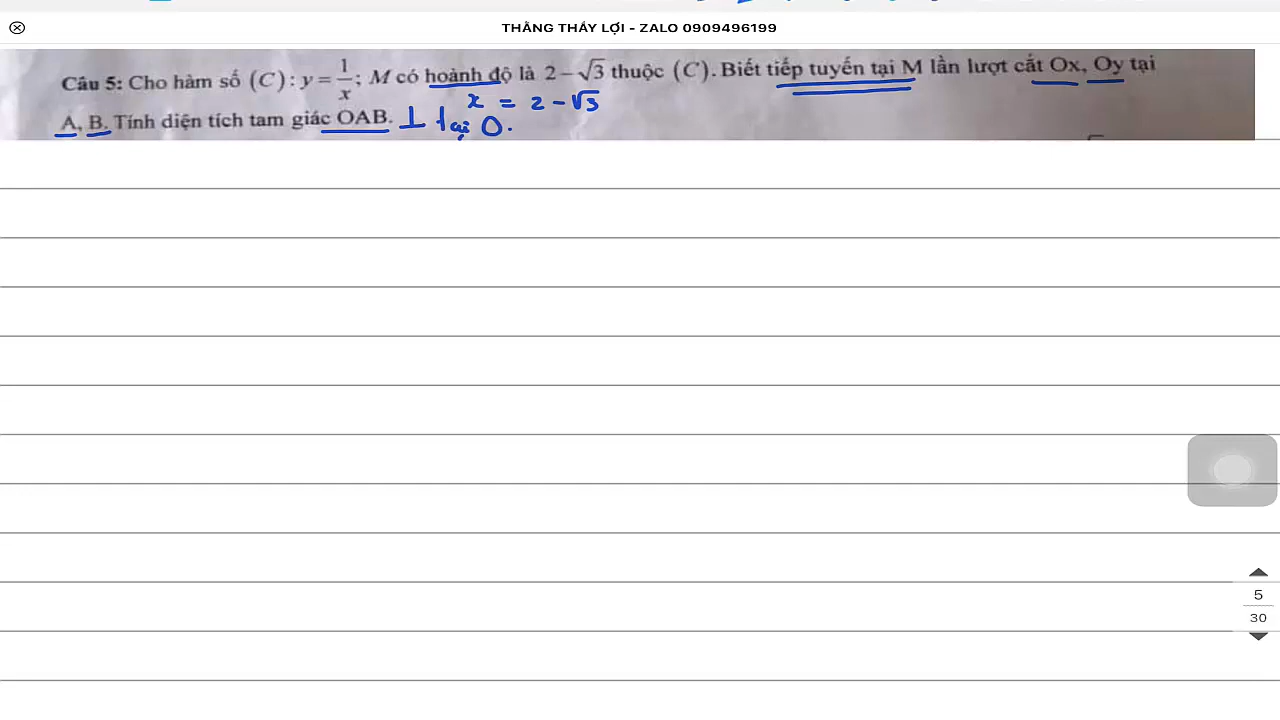 THẦNG THẦY LỢI - ZALO 0909496199
Câu 5: Cho hàm số (C): y = 1/x; M có hoành độ là 2 – √3 thuộc (C). Biết tiếp tuyến tại M lần lượt cắt Ox, Oy tại
x = 2 - √3
A, B. Tính diện tích tam giác OAB. ⊥ tại O.
5
30